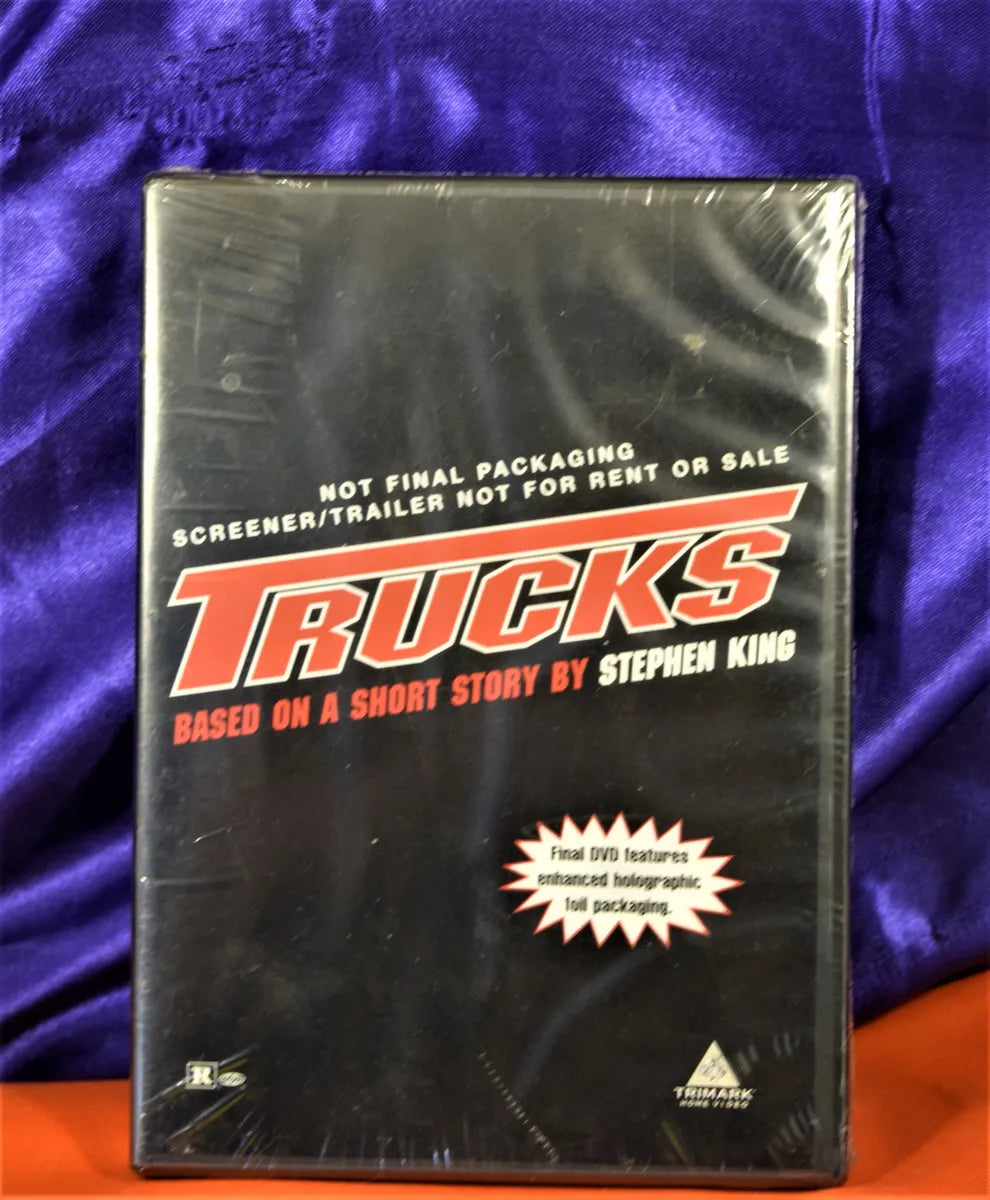 NOT FINAL PACKAGING
SCREENER/TRAILER NOT FOR RENT OR SALE
TRUCKS
BASED ON A SHORT STORY BY STEPHEN KING
Final DVD features
enhanced holographic
foil packaging.
R
TRIMARK
HOME VIDEO